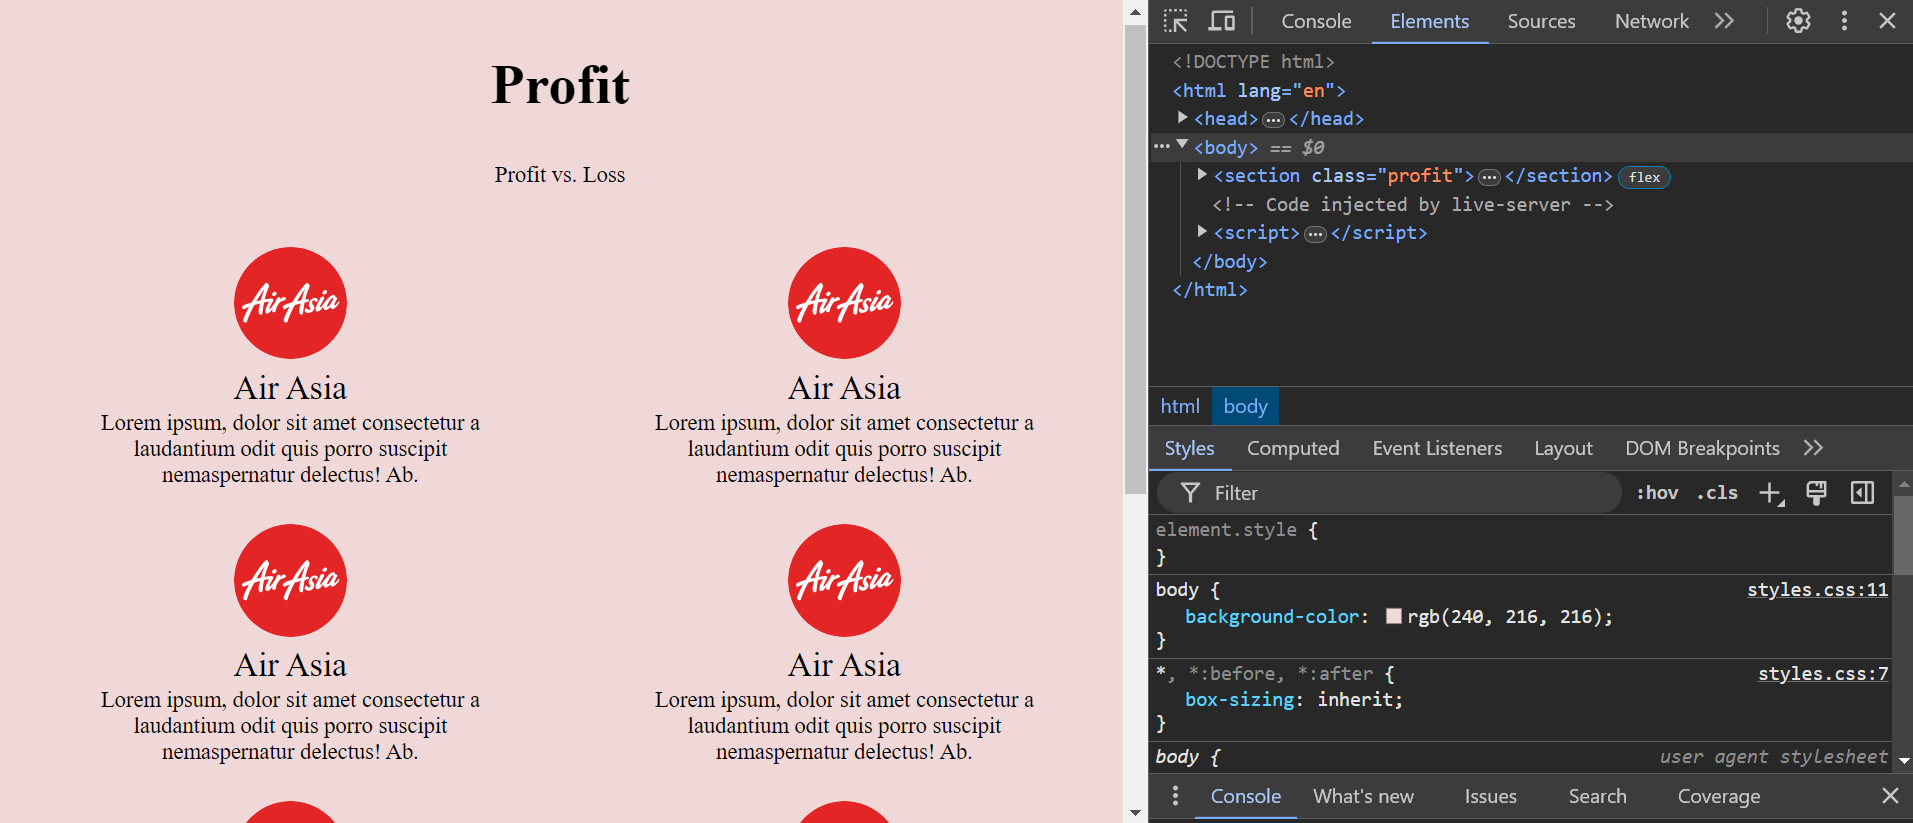 Profit
Profit vs. Loss
AirAsia
AirAsia
Air Asia
Air Asia
Lorem ipsum, dolor sit amet consectetur a
laudantium odit quis porro suscipit
nemaspernatur delectus! Ab.
Lorem ipsum, dolor sit amet consectetur a
laudantium odit quis porro suscipit
nemaspernatur delectus! Ab.
AirAsia
AirAsia
Air Asia
Air Asia
Lorem ipsum, dolor sit amet consectetur a
laudantium odit quis porro suscipit
nemaspernatur delectus! Ab.
Lorem ipsum, dolor sit amet consectetur a
laudantium odit quis porro suscipit
nemaspernatur delectus! Ab.
Console Elements Sources Network
<!DOCTYPE html>
<html lang="en">
<head>…</head>
<body> == $0
<section class="profit">…</section> flex
<!-- Code injected by live-server -->
<script>…</script>
</body>
</html>
html body
Styles Computed Event Listeners Layout DOM Breakpoints
Filter :hov .cls
element.style {
}
body { styles.css:11
background-color: rgb(240, 216, 216);
}
*, *:before, *:after { styles.css:7
box-sizing: inherit;
}
body { user agent stylesheet
Console What's new Issues Search Coverage